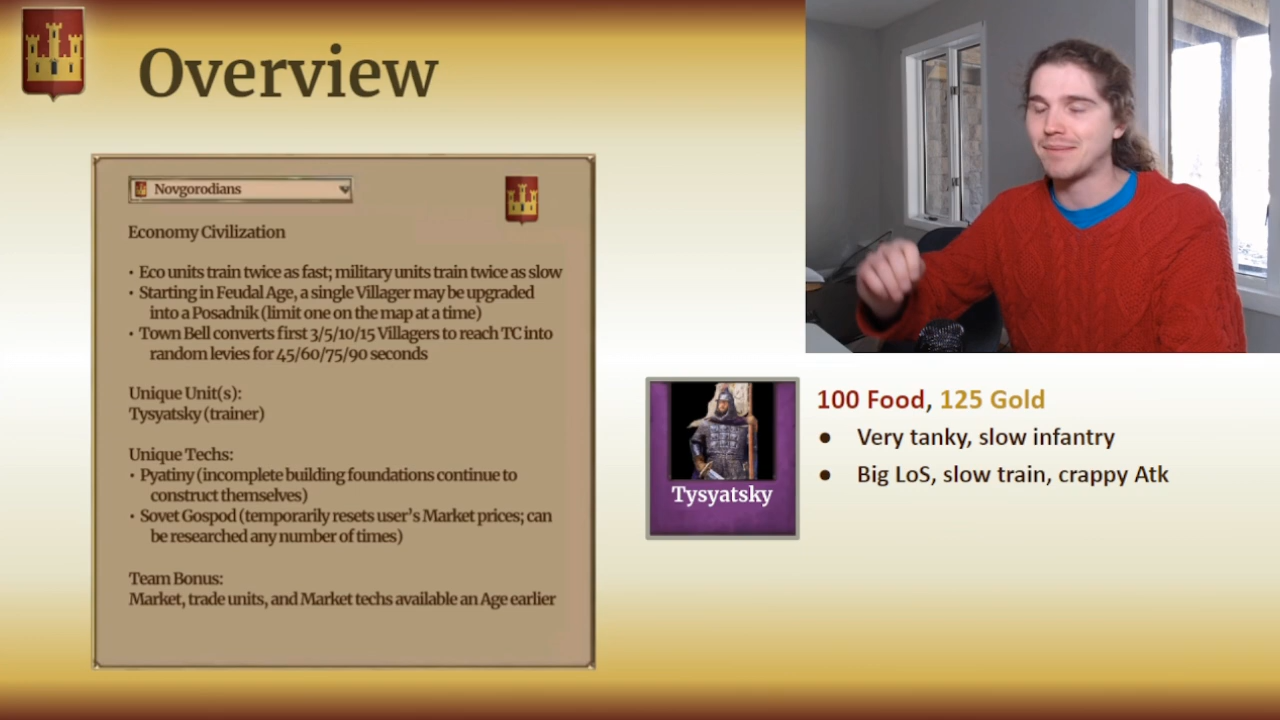 Overview
Novgorodians
Economy Civilization
• Eco units train twice as fast; military units train twice as slow
• Starting in Feudal Age, a single Villager may be upgraded
into a Posadnik (limit one on the map at a time)
• Town Bell converts first 3/5/10/15 Villagers to reach TC into
random levies for 45/60/75/90 seconds
Unique Unit(s):
Tysyatsky (trainer)
Unique Techs:
• Pyatiny (incomplete building foundations continue to
construct themselves)
• Sovet Gospod (temporarily resets user's Market prices; can
be researched any number of times)
Team Bonus:
Market, trade units, and Market techs available an Age earlier
Tysyatsky
100 Food, 125 Gold
● Very tanky, slow infantry
● Big LoS, slow train, crappy Atk